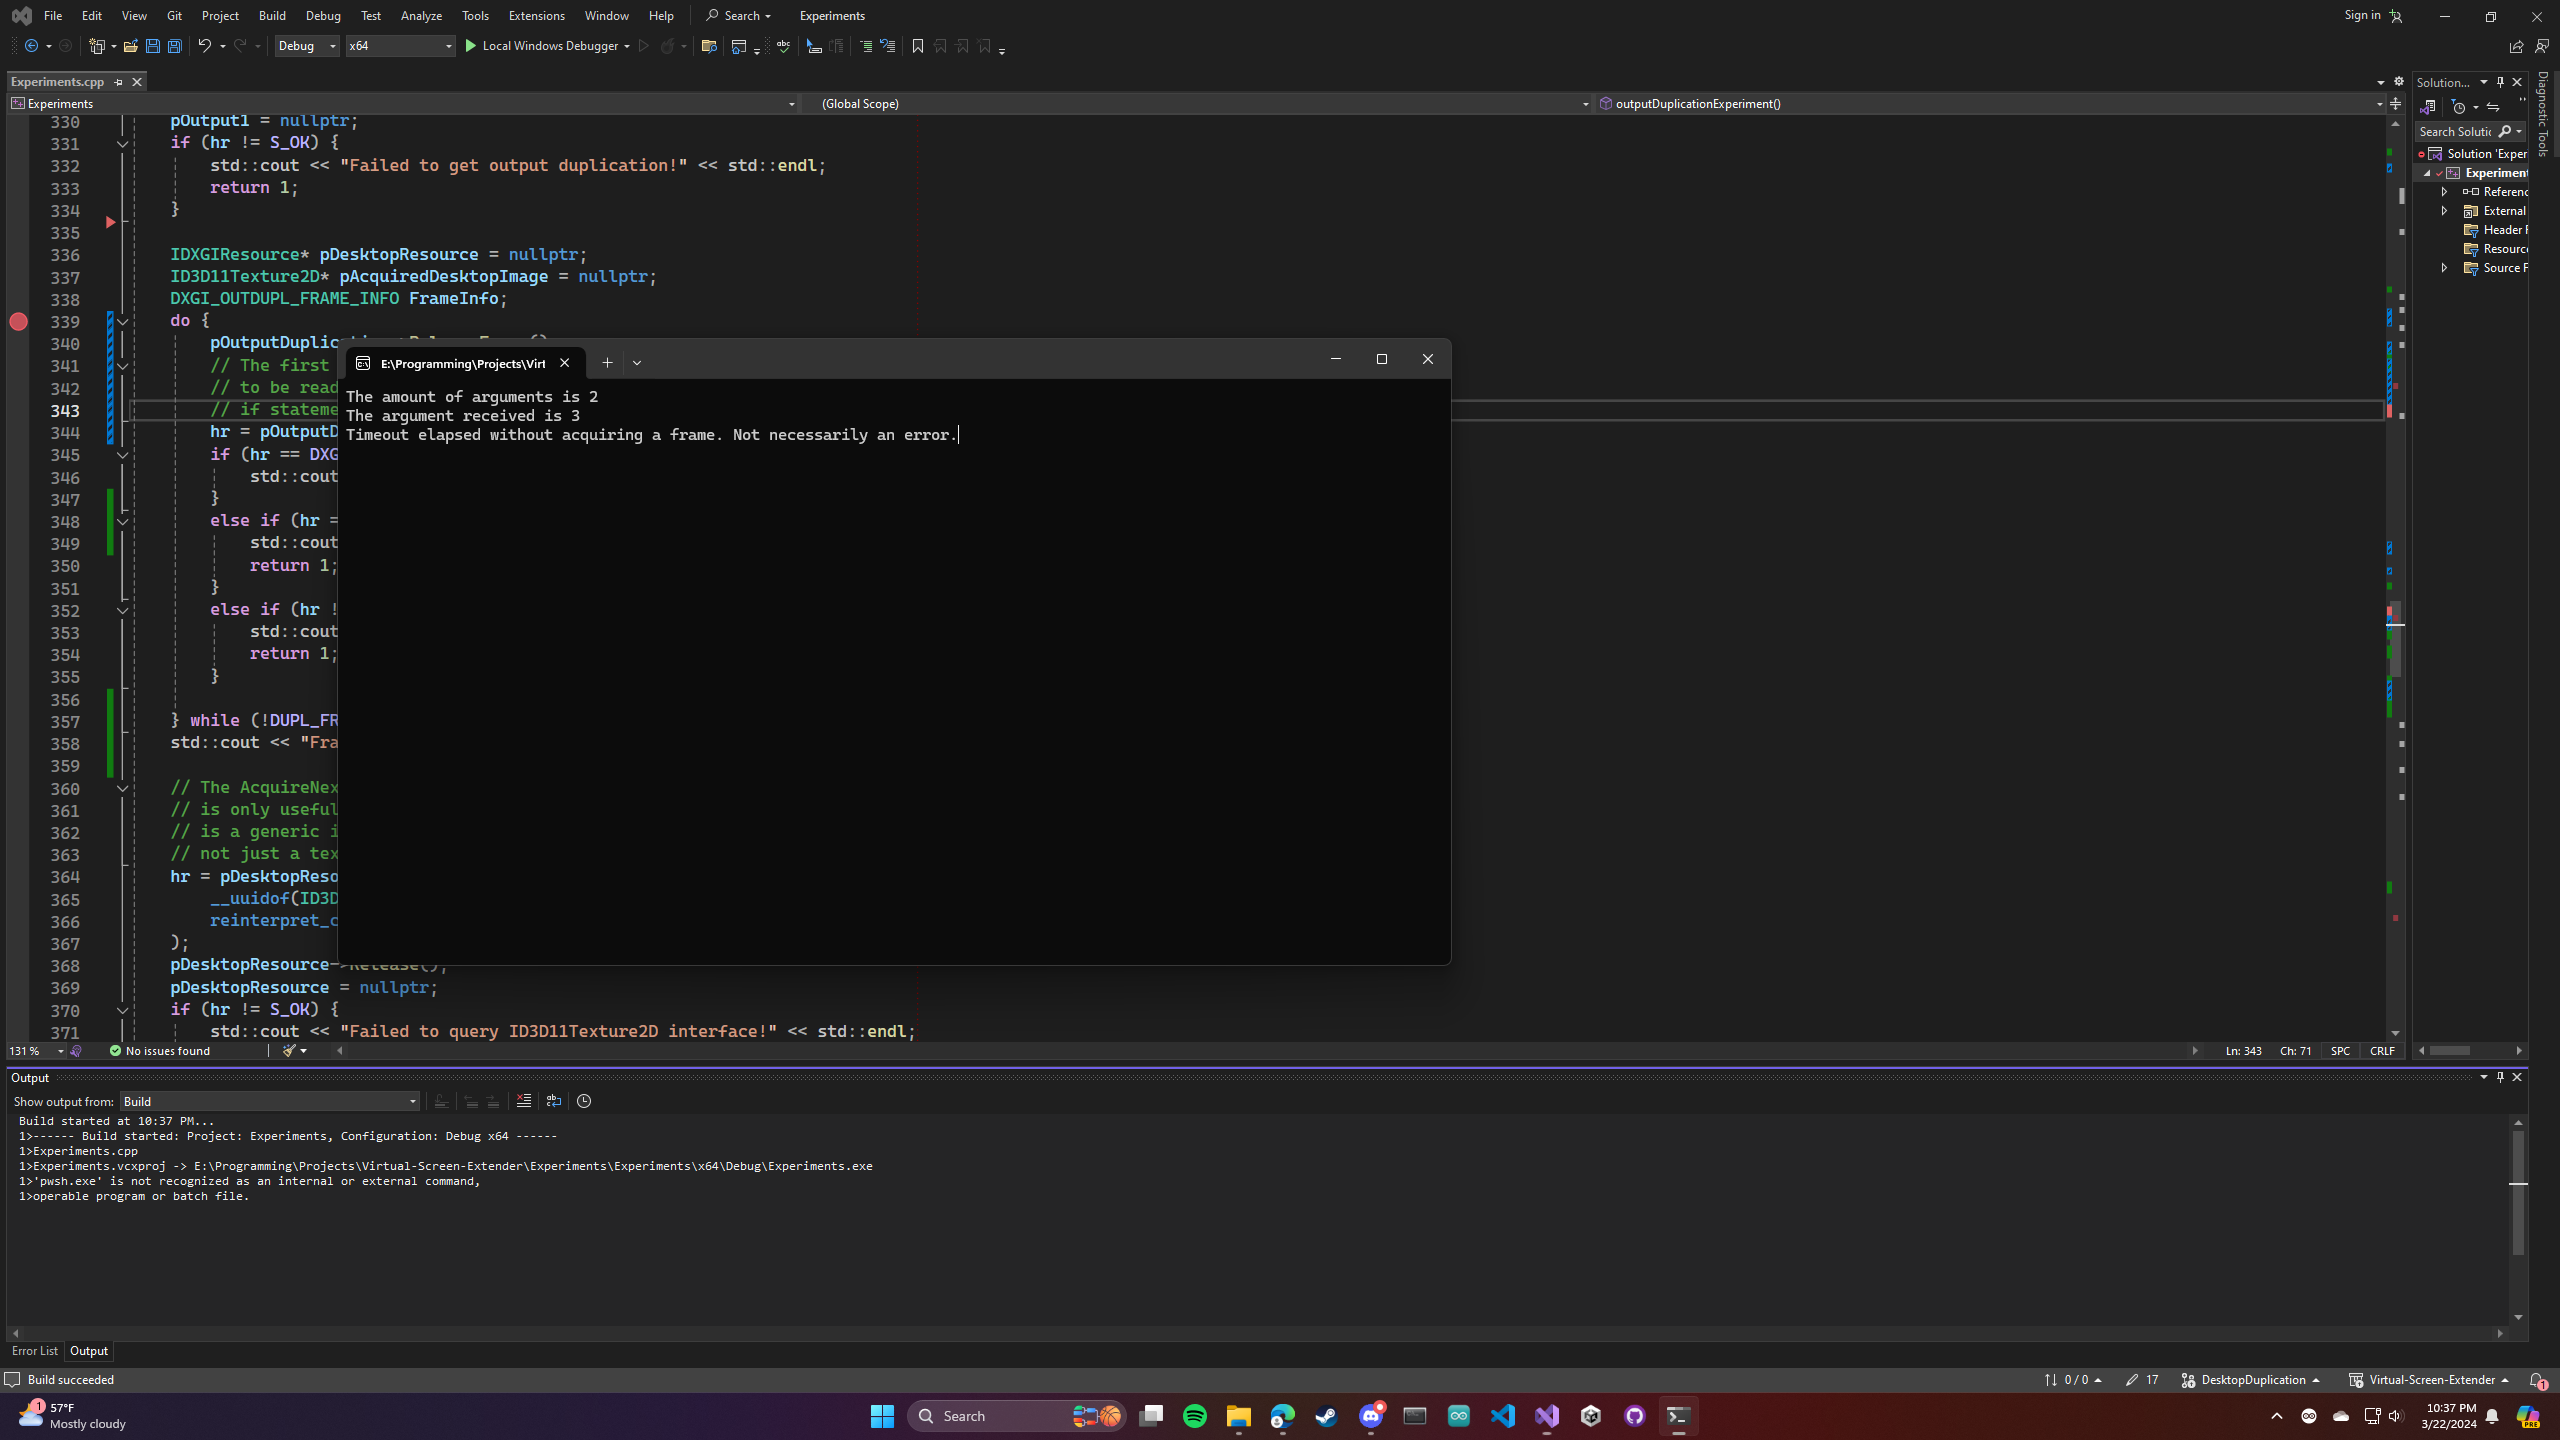 File Edit View Git Project Build Debug Test Analyze Tools Extensions Window Help Search Experiments Sign in
Debug x64 Local Windows Debugger
Experiments.cpp
Experiments (Global Scope) outputDuplicationExperiment()
330 pOutput1 = nullptr;
331 if (hr != S_OK) {
332 std::cout << "Failed to get output duplication!" << std::endl;
333 return 1;
334 }
335
336 IDXGIResource* pDesktopResource = nullptr;
337 ID3D11Texture2D* pAcquiredDesktopImage = nullptr;
338 DXGI_OUTDUPL_FRAME_INFO FrameInfo;
339 do {
340
341 // The first
342 // to be read
343 // if stateme
344 hr = pOutputD
345 if (hr == DXG
346 std::cout
347 }
348 else if (hr =
349 std::cout
350 return 1;
351 }
352 else if (hr !
353 std::cout
354 return 1;
355 }
356
357 } while (!DUPL_FR
358 std::cout << "Fra
359
360 // The AcquireNex
361 // is only useful
362 // is a generic i
363 // not just a tex
364 hr = pDesktopReso
365 __uuidof(ID3D
366 reinterpret_c
367 );
368 pDesktopResource->Release();
369 pDesktopResource = nullptr;
370 if (hr != S_OK) {
371 std::cout << "Failed to query ID3D11Texture2D interface!" << std::endl;
E:\Programming\Projects\Virt
The amount of arguments is 2
The argument received is 3
Timeout elapsed without acquiring a frame. Not necessarily an error.
Solution...
Search Solutic
Solution 'Exper
Experiment
Referenc
External
Header F
Resource
Source F
Diagnostic Tools
131 % No issues found Ln: 343 Ch: 71 SPC CRLF
Output
Show output from: Build
Build started at 10:37 PM...
1>------ Build started: Project: Experiments, Configuration: Debug x64 ------
1>Experiments.cpp
1>Experiments.vcxproj -> E:\Programming\Projects\Virtual-Screen-Extender\Experiments\Experiments\x64\Debug\Experiments.exe
1>'pwsh.exe' is not recognized as an internal or external command,
1>operable program or batch file.
Error List Output
Build succeeded 0 / 0 17 DesktopDuplication Virtual-Screen-Extender 1
1 57°F
Mostly cloudy
Search
10:37 PM
3/22/2024
PRE